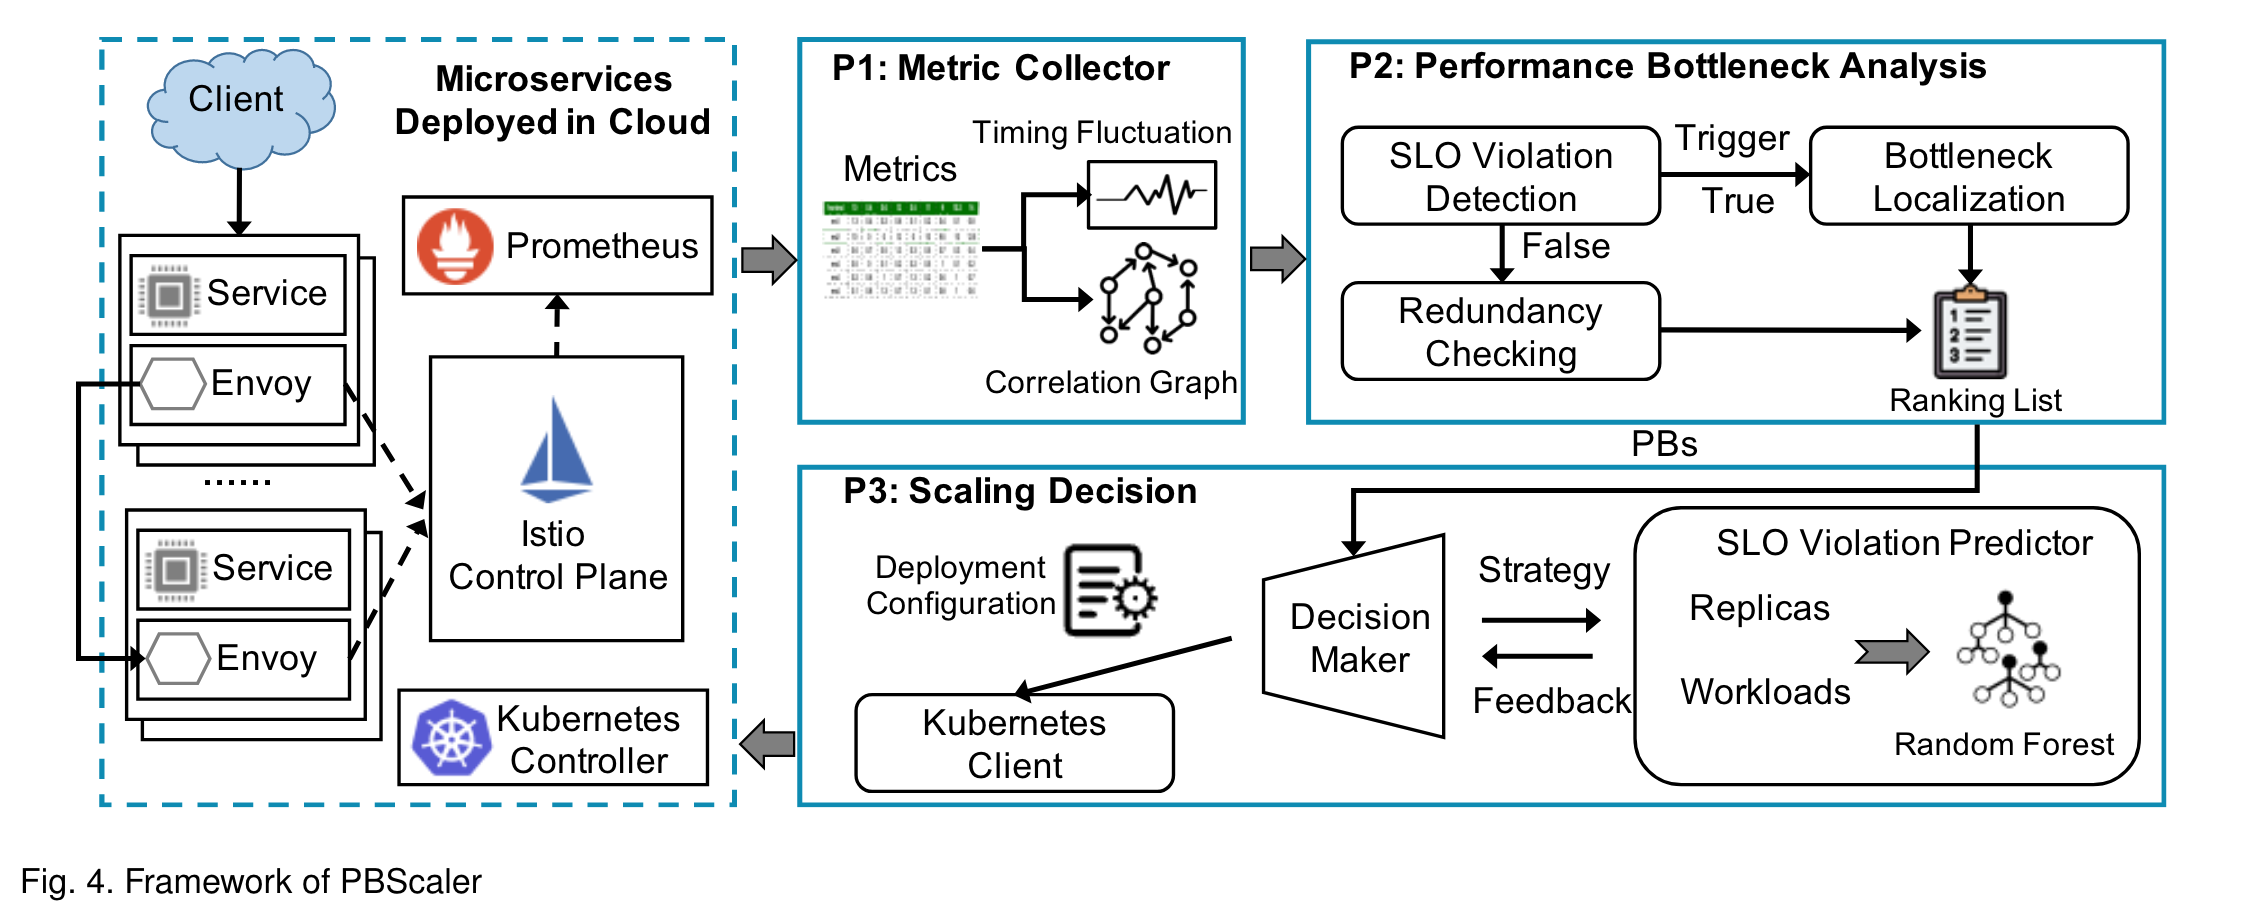 Client
Microservices
Deployed in Cloud
Prometheus
Service
Envoy
......
Service
Envoy
Istio
Control Plane
Kubernetes
Controller
P1: Metric Collector
Timing Fluctuation
Metrics
Correlation Graph
P2: Performance Bottleneck Analysis
SLO Violation
Detection
Trigger
True
Bottleneck
Localization
False
Redundancy
Checking
1
2
3
Ranking List
PBs
P3: Scaling Decision
Deployment
Configuration
Kubernetes
Client
Decision
Maker
Strategy
Feedback
SLO Violation Predictor
Replicas
Workloads
Random Forest
Fig. 4. Framework of PBScaler